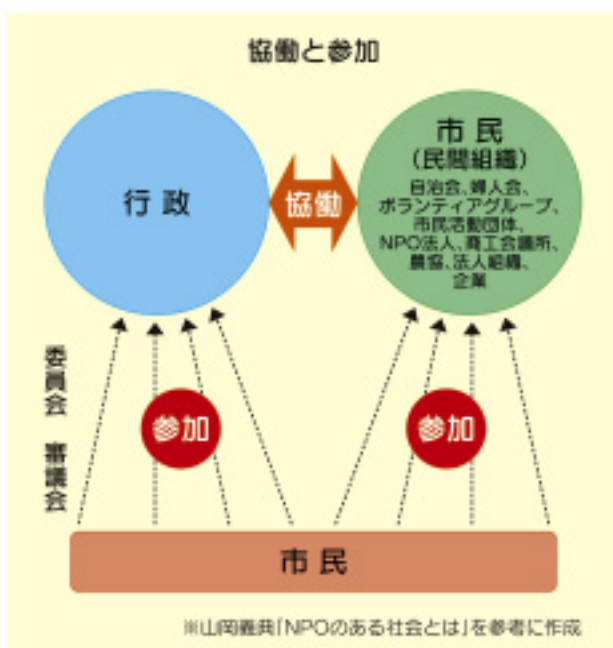 協働と参加
行政
協働
市民
(民間組織)
自治会、婦人会、
ボランティアグループ、
市民活動団体、
NPO法人、商工会議所、
農協、法人組織、
企業
委員会 審議会
参加
参加
市民
※山岡義典「NPOのある社会とは」を参考に作成